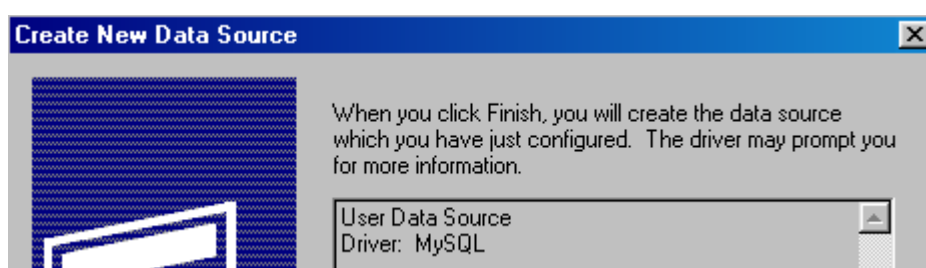 Create New Data Source
When you click Finish, you will create the data source
which you have just configured.  The driver may prompt you
for more information.
User Data Source
Driver:  MySQL